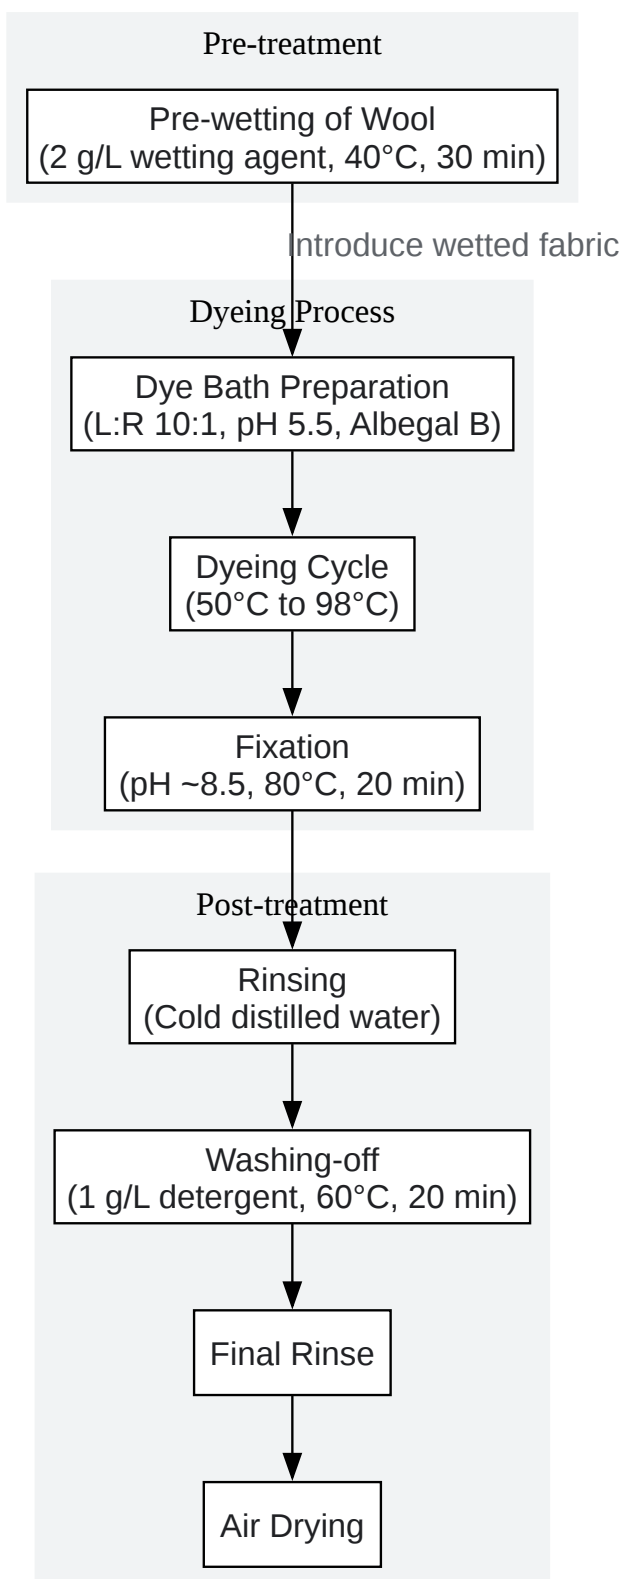 Pre-treatment
Pre-wetting of Wool
(2 g/L wetting agent, 40°C, 30 min)
Introduce wetted fabric
Dyeing Process
Dye Bath Preparation
(L:R 10:1, pH 5.5, Albegal B)
Dyeing Cycle
(50°C to 98°C)
Fixation
(pH ~8.5, 80°C, 20 min)
Post-treatment
Rinsing
(Cold distilled water)
Washing-off
(1 g/L detergent, 60°C, 20 min)
Final Rinse
Air Drying